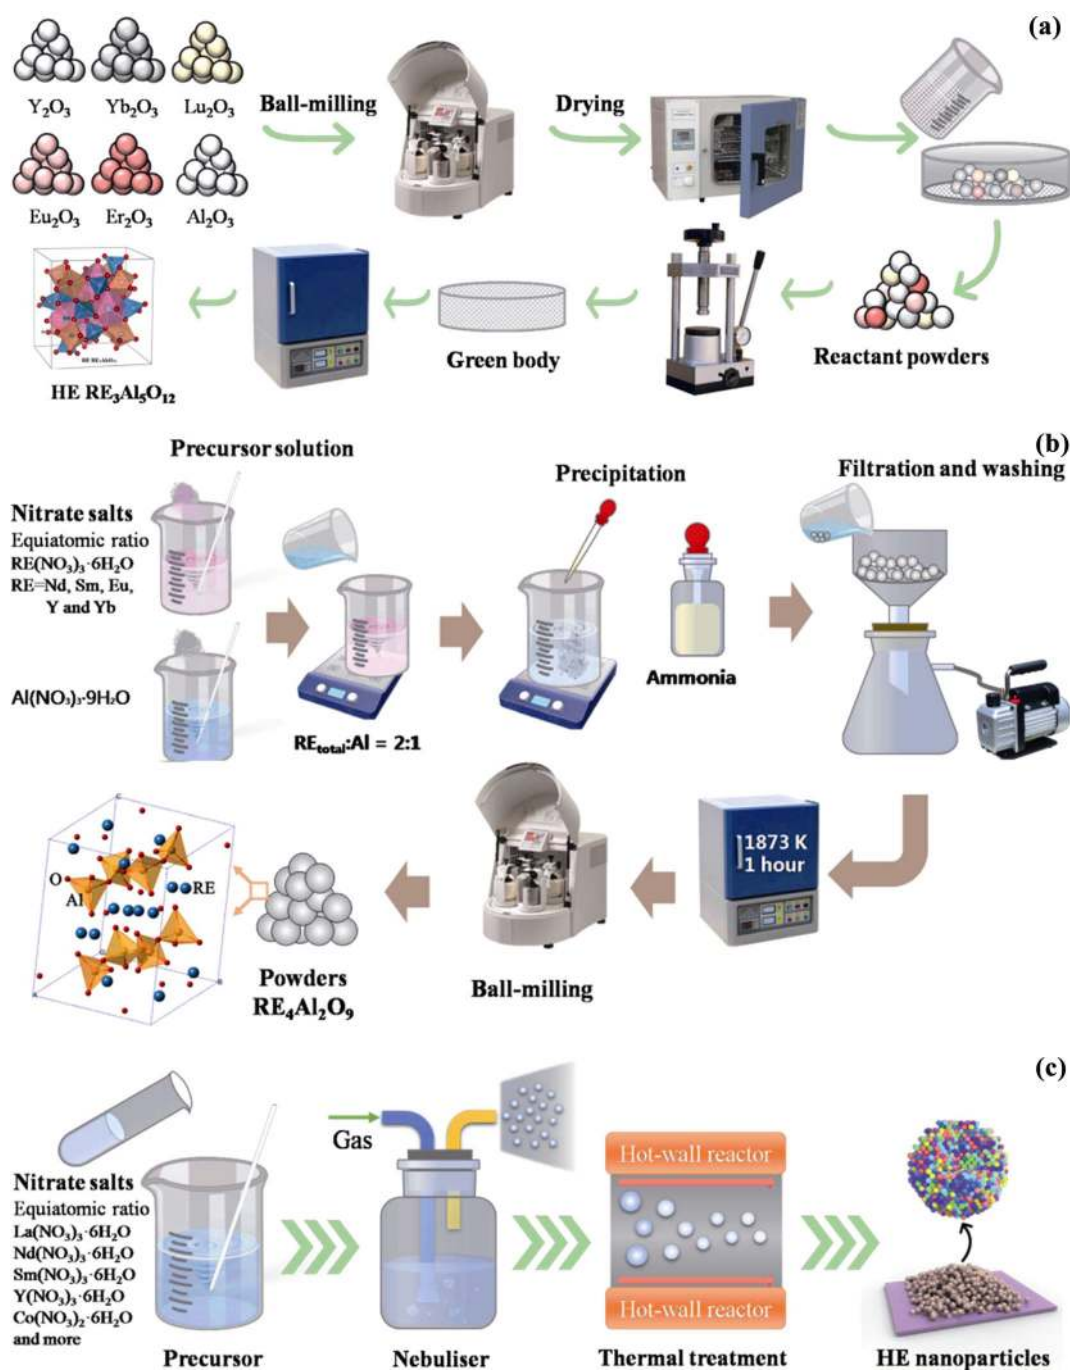 (a)
Y₂O₃
Yb₂O₃
Lu₂O₃
Ball-milling
Drying
Eu₂O₃
Er₂O₃
Al₂O₃
Reactant powders
Green body
HE RE₃Al₅O₁₂
(b)
Precursor solution
Precipitation
Filtration and washing
Nitrate salts
Equiatomic ratio
RE(NO₃)₃·6H₂O
RE=Nd, Sm, Eu,
Y and Yb
Al(NO₃)₃·9H₂O
REtotal:Al = 2:1
Ammonia
1873 K
1 hour
Ball-milling
O
Al
RE
Powders
RE₄Al₂O₉
(c)
Gas
Nitrate salts
Equiatomic ratio
La(NO₃)₃·6H₂O
Nd(NO₃)₃·6H₂O
Sm(NO₃)₃·6H₂O
Y(NO₃)₃·6H₂O
Co(NO₃)₂·6H₂O
and more
Precursor
Nebuliser
Hot-wall reactor
Hot-wall reactor
Thermal treatment
HE nanoparticles